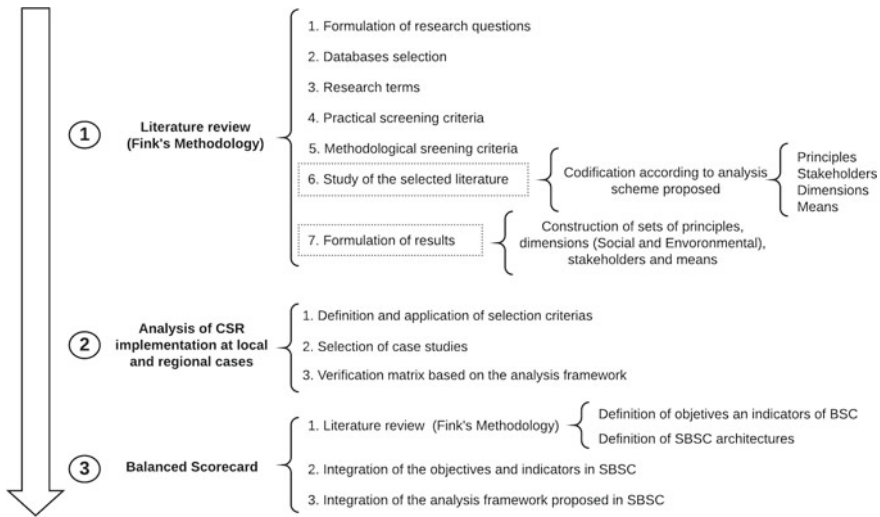 1. Formulation of research questions
2. Databases selection
3. Research terms
4. Practical screening criteria
5. Methodological sreening criteria
6. Study of the selected literature
7. Formulation of results
1
Literature review
(Fink's Methodology)
Codification according to analysis
scheme proposed
Principles
Stakeholders
Dimensions
Means
Construction of sets of principles,
dimensions (Social and Envoronmental),
stakeholders and means
2
Analysis of CSR
implementation at local
and regional cases
1. Definition and application of selection criterias
2. Selection of case studies
3. Verification matrix based on the analysis framework
3
Balanced Scorecard
1. Literature review (Fink's Methodology)
Definition of objetives an indicators of BSC
Definition of SBSC architectures
2. Integration of the objectives and indicators in SBSC
3. Integration of the analysis framework proposed in SBSC